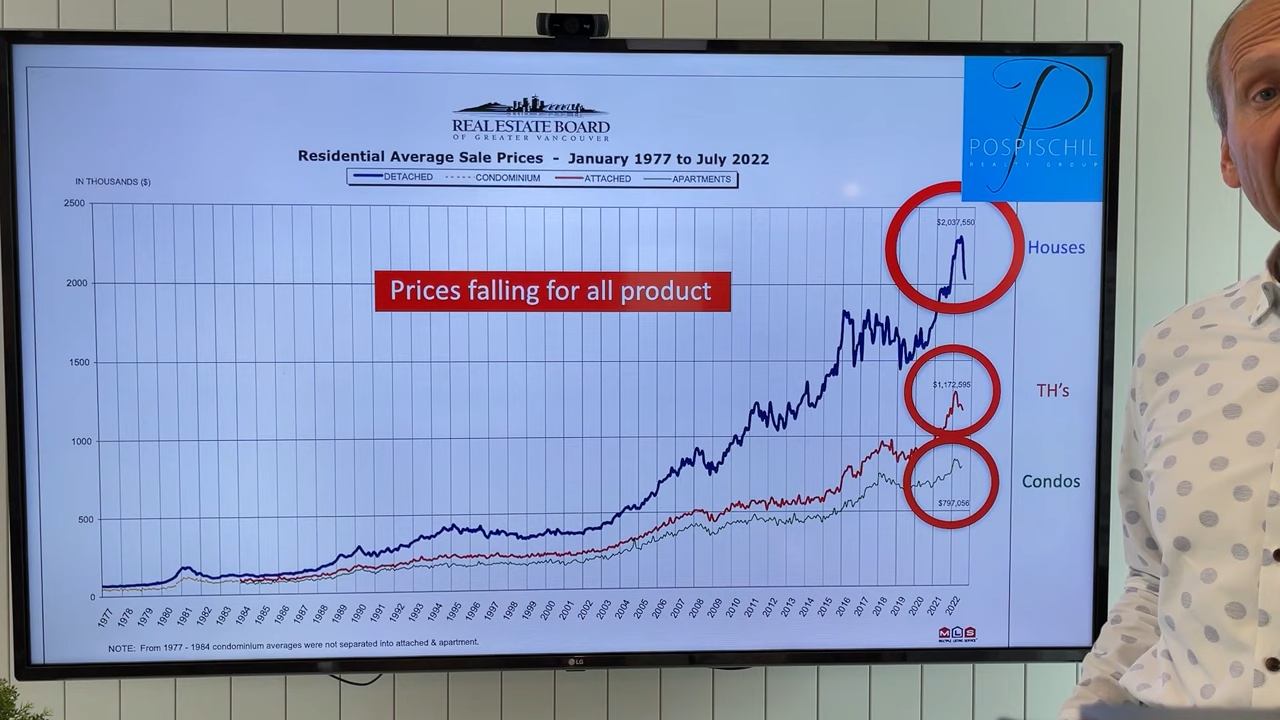 REAL ESTATE BOARD
OF GREATER VANCOUVER
Residential Average Sale Prices - January 1977 to July 2022
DETACHED CONDOMINIUM ATTACHED APARTMENTS
IN THOUSANDS ($)
P
POSPISCHIL
REALTY GROUP
2500
2000
1500
1000
500
0
Prices falling for all product
$2,037,550
Houses
$1,172,595
TH's
Condos
$797,056
1977 1978 1979 1980 1981 1982 1983 1984 1985 1986 1987 1988 1989 1990 1991 1992 1993 1994 1995 1996 1997 1998 1999 2000 2001 2002 2003 2004 2005 2006 2007 2008 2009 2010 2011 2012 2013 2014 2015 2016 2017 2018 2019 2020 2021 2022
NOTE: From 1977 - 1984 condominium averages were not separated into attached & apartment.
MLS
MULTIPLE LISTING SERVICE
LG